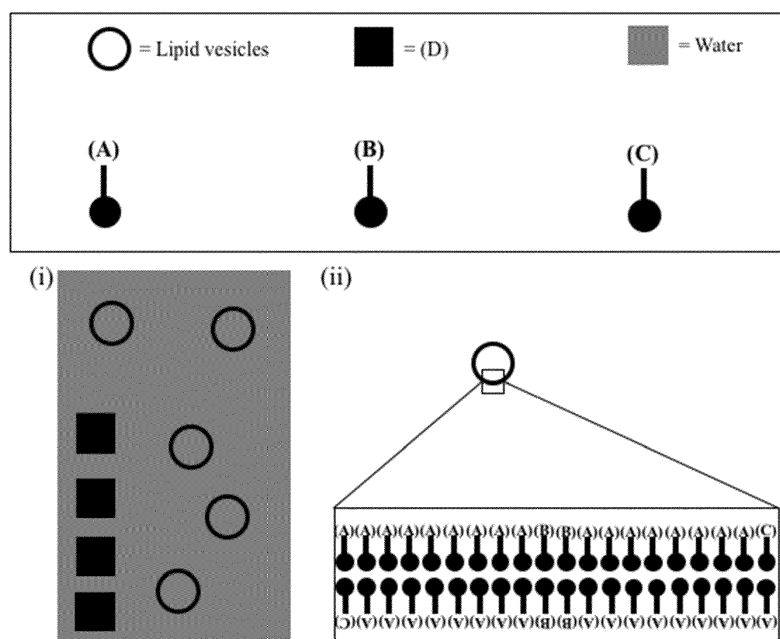 = Lipid vesicles
= (D)
= Water
(A)
(B)
(C)
(i)
(ii)
(A)(A)(A)(A)(A)(A)(A)(A)(A)(B)(B)(A)(A)(A)(A)(A)(A)(A)(A)(C)
(C)(A)(A)(A)(A)(A)(A)(A)(A)(B)(B)(A)(A)(A)(A)(A)(A)(A)(A)(A)